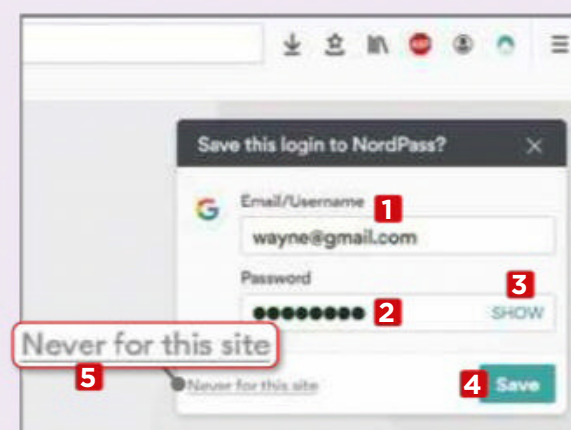 ABP
Save this login to NordPass?
Email/Username 1
wayne@gmail.com
Password
3
2 SHOW
Never for this site
5
Never for this site
4 Save